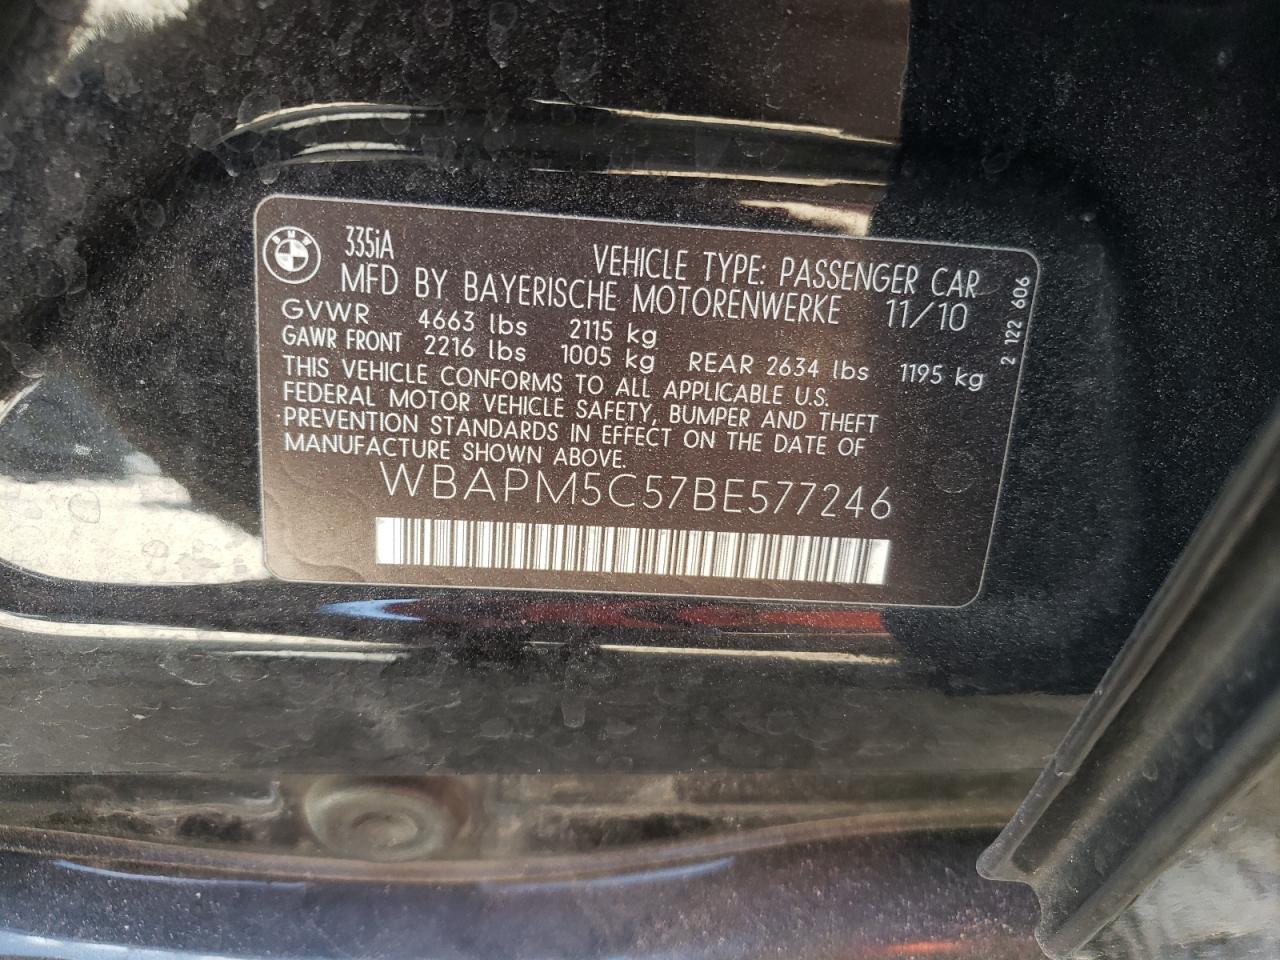 BMW
335iA
VEHICLE TYPE: PASSENGER CAR
MFD BY BAYERISCHE MOTORENWERKE 11/10
GVWR 4663 lbs 2115 kg
GAWR FRONT 2216 lbs 1005 kg REAR 2634 lbs 1195 kg
THIS VEHICLE CONFORMS TO ALL APPLICABLE U.S.
FEDERAL MOTOR VEHICLE SAFETY, BUMPER AND THEFT
PREVENTION STANDARDS IN EFFECT ON THE DATE OF
MANUFACTURE SHOWN ABOVE.
WBAPM5C57BE577246
2 122 606